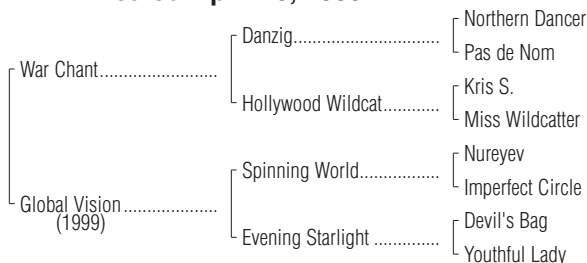 Northern Dancer
Danzig
Pas de Nom
War Chant
Kris S.
Hollywood Wildcat
Miss Wildcatter
Nureyev
Spinning World
Imperfect Circle
Global Vision
(1999)
Devil's Bag
Evening Starlight
Youthful Lady